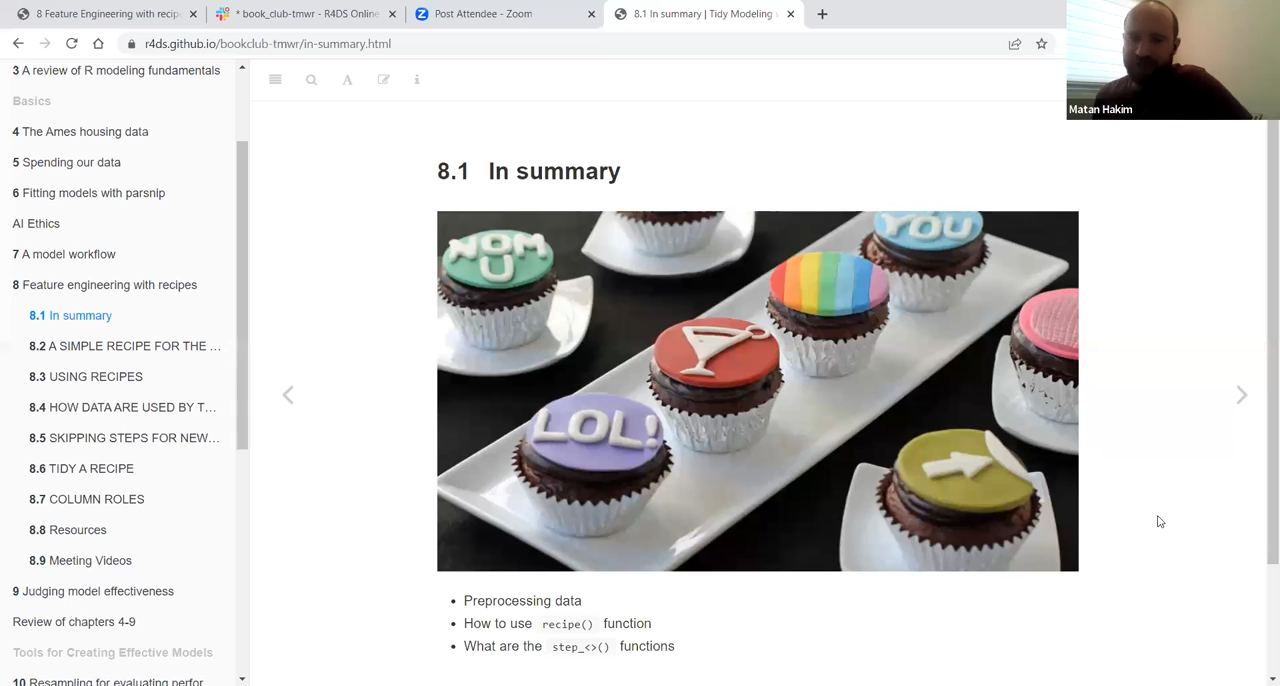 8 Feature Engineering with recipe
* book_club-tmwr - R4DS Online
Post Attendee - Zoom
8.1 In summary | Tidy Modeling
r4ds.github.io/bookclub-tmwr/in-summary.html
Matan Hakim
3 A review of R modeling fundamentals
Basics
4 The Ames housing data
5 Spending our data
6 Fitting models with parsnip
AI Ethics
7 A model workflow
8 Feature engineering with recipes
8.1 In summary
8.2 A SIMPLE RECIPE FOR THE ...
8.3 USING RECIPES
8.4 HOW DATA ARE USED BY T...
8.5 SKIPPING STEPS FOR NEW...
8.6 TIDY A RECIPE
8.7 COLUMN ROLES
8.8 Resources
8.9 Meeting Videos
9 Judging model effectiveness
Review of chapters 4-9
Tools for Creating Effective Models
10 Resampling for evaluating perfor
A
i
8.1 In summary
NOM
U
YOU
LOL!
• Preprocessing data
• How to use recipe() function
• What are the step_<>() functions